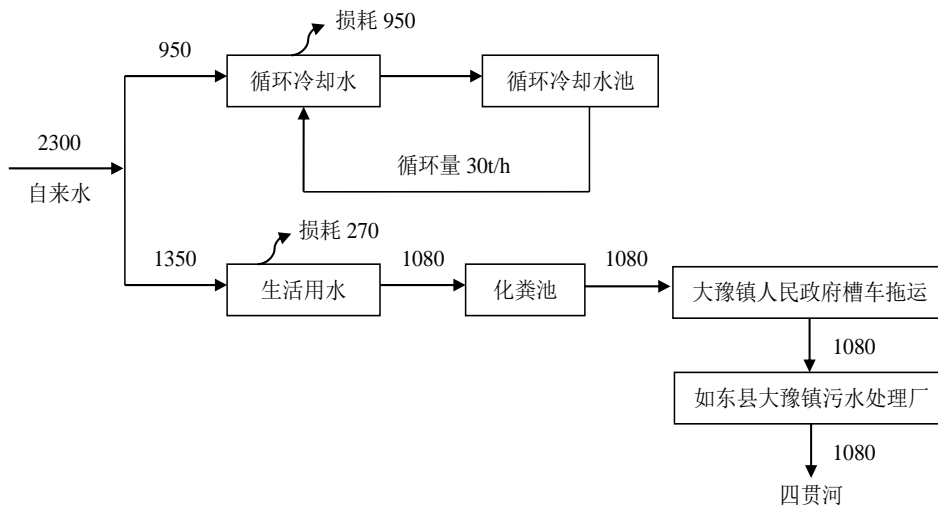 损耗 950
950
循环冷却水
循环冷却水池
2300
自来水
循环量 30t/h
损耗 270
1350
生活用水
1080
化粪池
1080
大豫镇人民政府槽车拖运
1080
如东县大豫镇污水处理厂
1080
四贯河